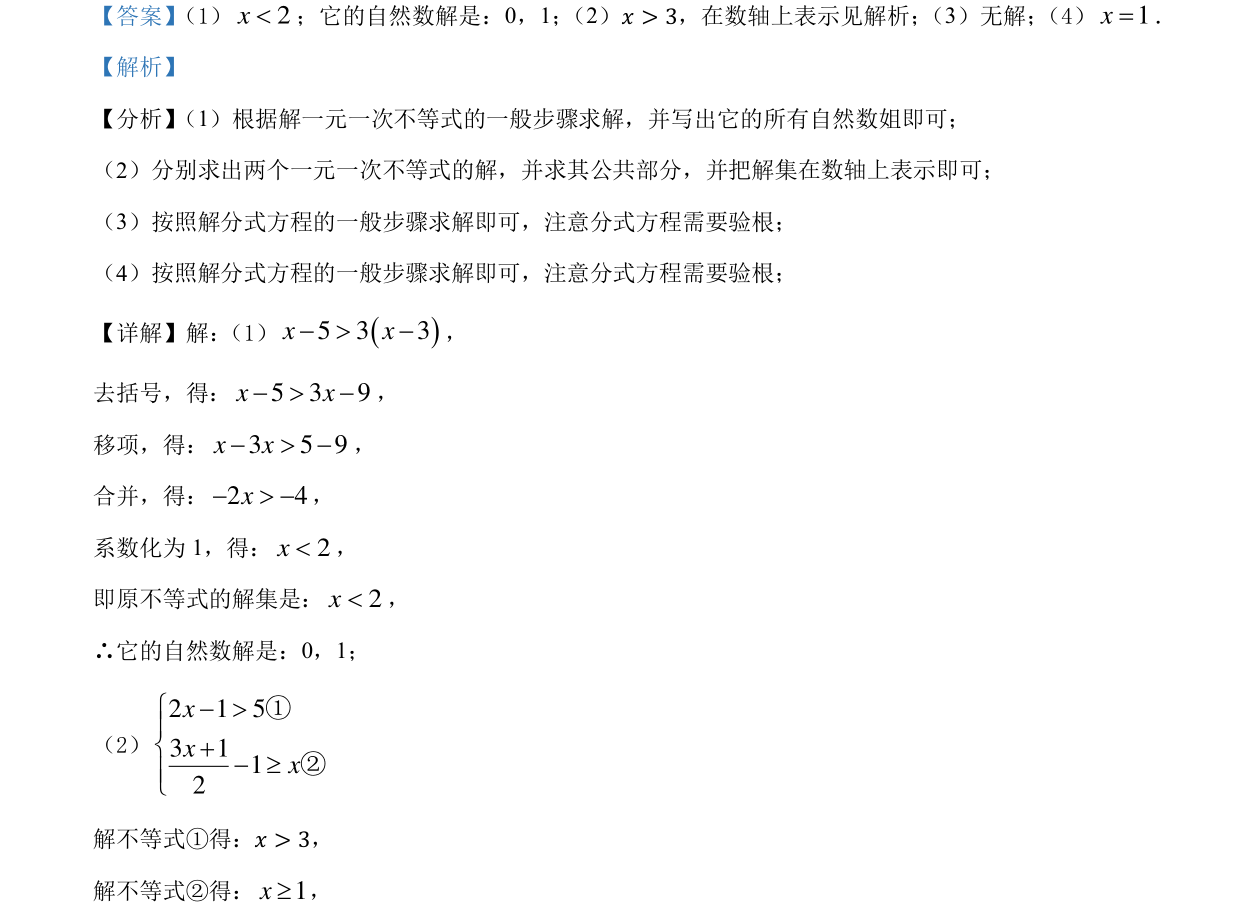 【答案】（1）x<2；它的自然数解是：0，1；（2）x > 3，在数轴上表示见解析；（3）无解；（4）x=1．
【解析】
【分析】（1）根据解一元一次不等式的一般步骤求解，并写出它的所有自然数姐即可；
（2）分别求出两个一元一次不等式的解，并求其公共部分，并把解集在数轴上表示即可；
（3）按照解分式方程的一般步骤求解即可，注意分式方程需要验根；
（4）按照解分式方程的一般步骤求解即可，注意分式方程需要验根；
【详解】解：（1）x−5>3(x−3)，
去括号，得：x−5>3x−9，
移项，得：x−3x>5−9，
合并，得：−2x>−4，
系数化为 1，得：x<2，
即原不等式的解集是：x<2，
∴它的自然数解是：0，1；
（2）{2x−1>5①
(3x+1)/2−1≥x②
解不等式①得：x > 3，
解不等式②得：x≥1，